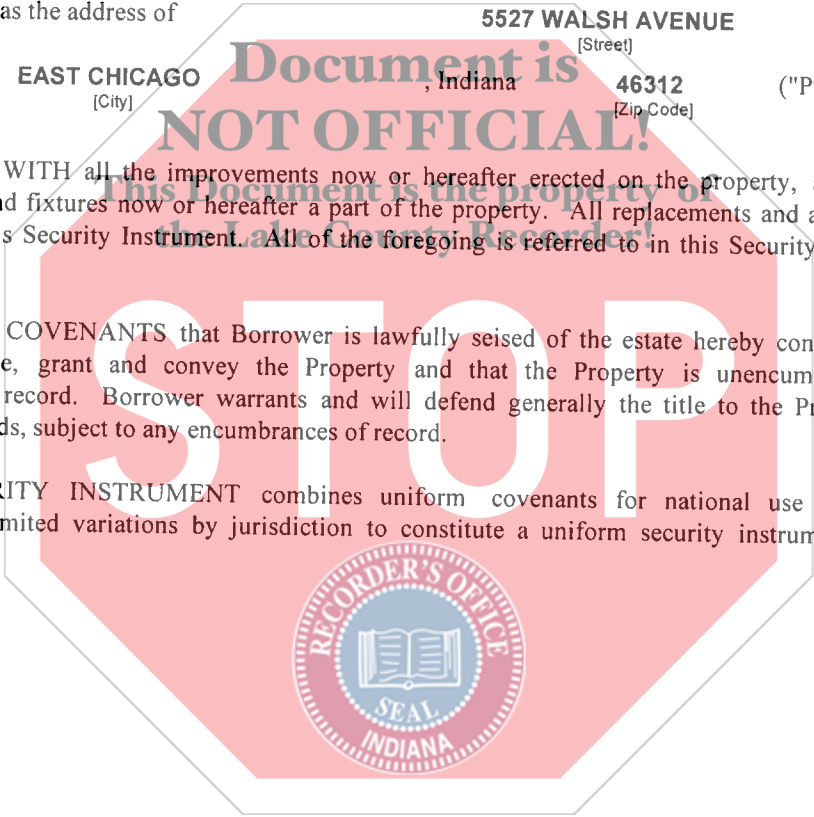 as the address of 5527 WALSH AVENUE
[Street]
Document is
EAST CHICAGO , Indiana 46312 ("P
[City] [Zip Code]
NOT OFFICIAL!
WITH all the improvements now or hereafter erected on the property,
This Document is the property of
d fixtures now or hereafter a part of the property. All replacements and a
the Lake County Recorder!
s Security Instrument. All of the foregoing is referred to in this Security
COVENANTS that Borrower is lawfully seised of the estate hereby con
e, grant and convey the Property and that the Property is unencum
record. Borrower warrants and will defend generally the title to the Pr
ds, subject to any encumbrances of record.
STOP
RITY INSTRUMENT combines uniform covenants for national use
mited variations by jurisdiction to constitute a uniform security instrum
RECORDER'S OFFICE
SEAL
INDIANA